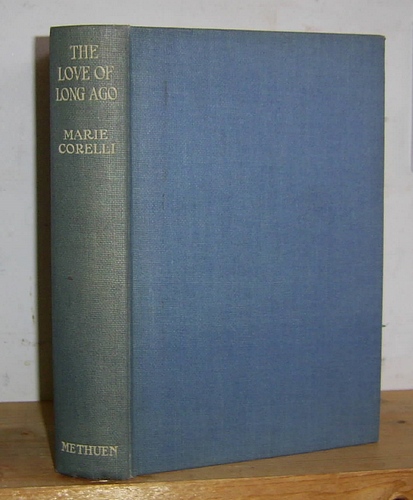 THE
LOVE OF
LONG AGO
MARIE
CORELLI
METHUEN